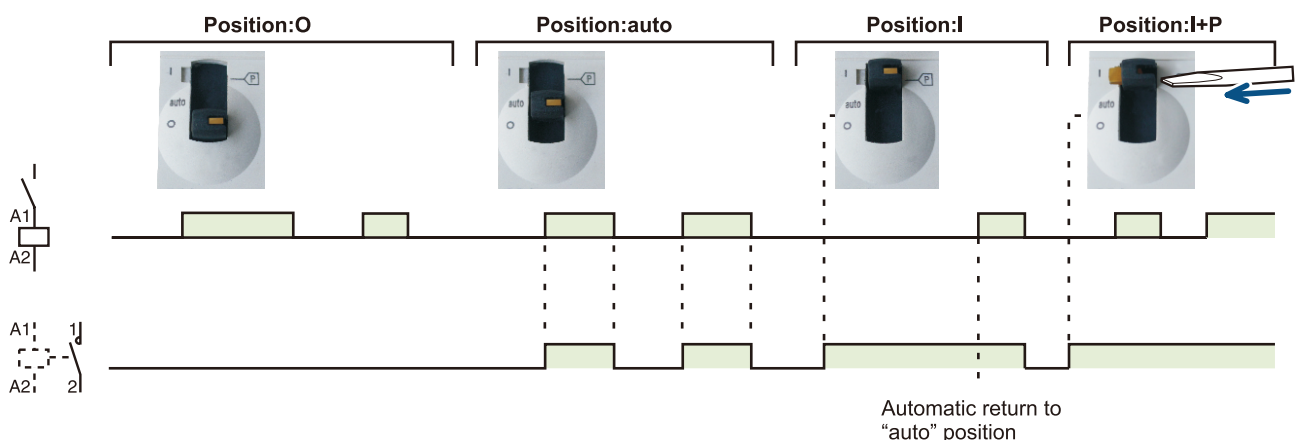 Position:O
Position:auto
Position:I
Position:I+P
I
P
auto
O
I
P
auto
O
I
P
auto
O
I
auto
O
A1
A2
A1
1
A2
2
Automatic return to
“auto” position